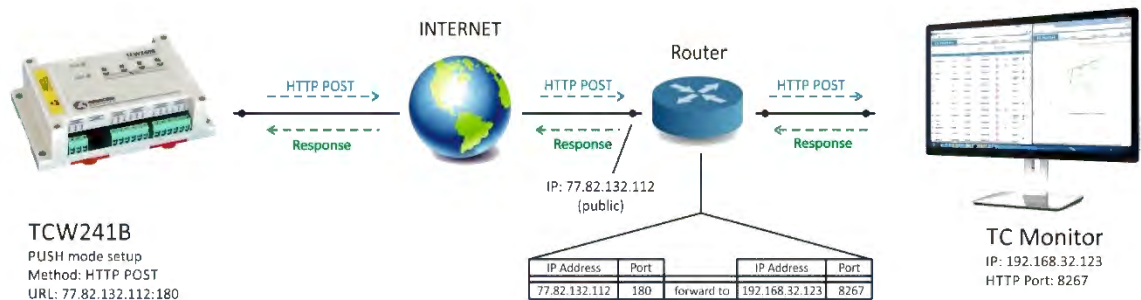 INTERNET
Router
TCW241B
HTTP POST
HTTP POST
HTTP POST
Response
Response
Response
IP: 77.82.132.112
(public)
TCW241B
PUSH mode setup
Method: HTTP POST
URL: 77.82.132.112:180
TC Monitor
IP: 192.168.32.123
HTTP Port: 8267
IP Address Port IP Address Port
77.82.132.112 180 forward to 192.168.32.123 8267